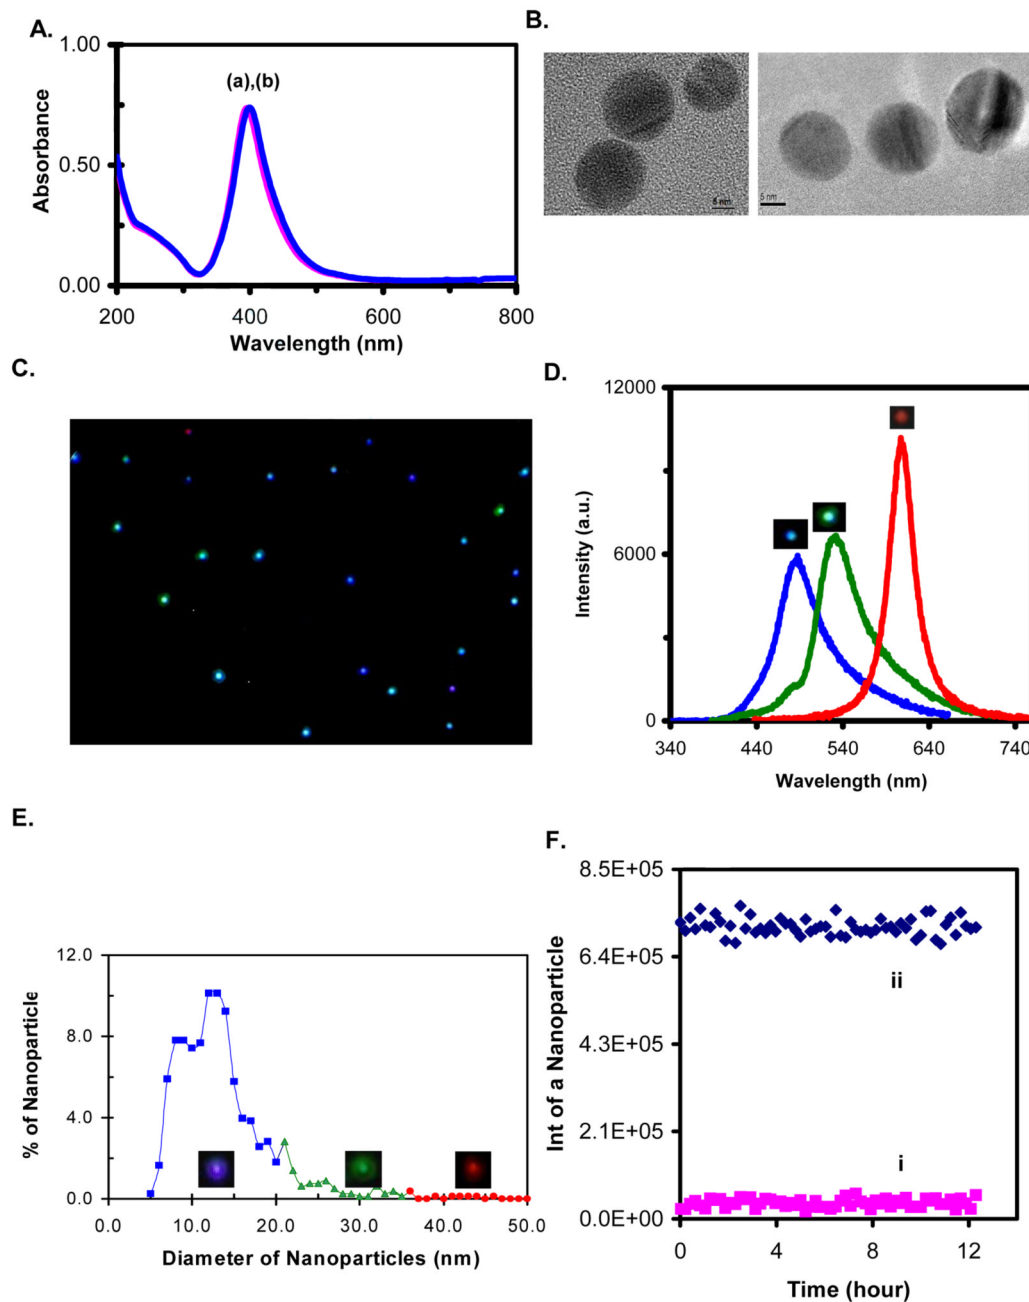 A.
1.00
0.50
0.00
Absorbance
(a),(b)
200
400
600
800
Wavelength (nm)
B.
5 nm
5 nm
C.
D.
12000
6000
0
Intensity (a.u.)
340
440
540
640
740
Wavelength (nm)
E.
12.0
8.0
4.0
0.0
% of Nanoparticle
0.0
10.0
20.0
30.0
40.0
50.0
Diameter of Nanoparticles (nm)
F.
8.5E+05
6.4E+05
4.3E+05
2.1E+05
0.0E+00
Int of a Nanoparticle
ii
i
0
4
8
12
Time (hour)